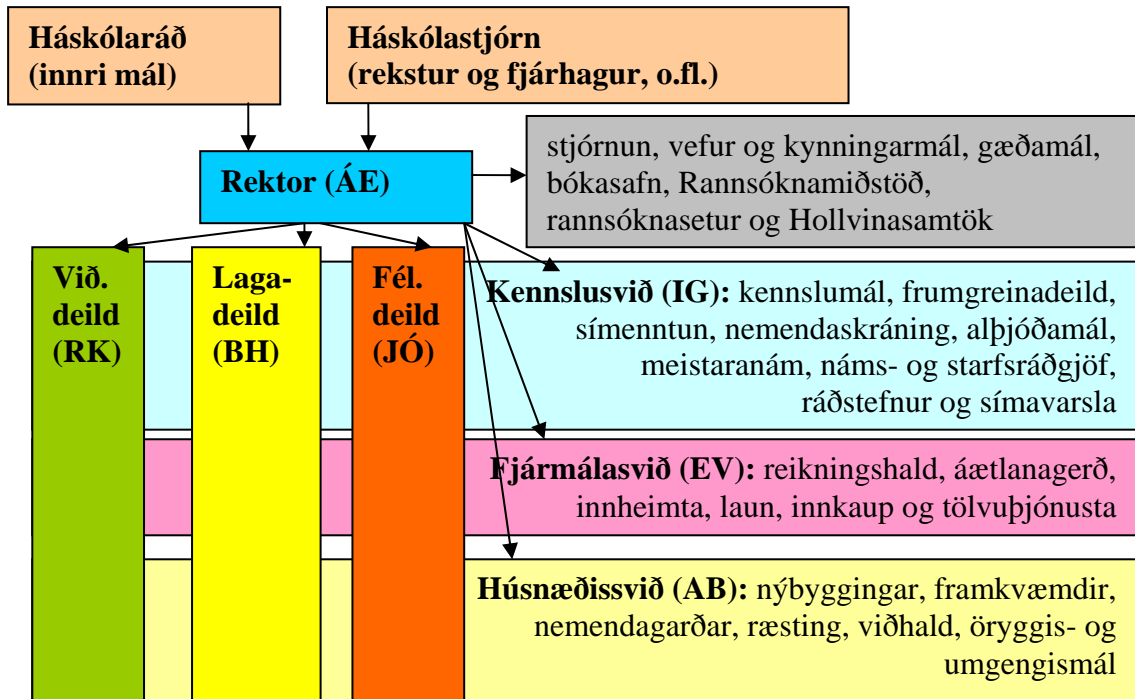 Háskólaráð
(innri mál)
Háskólastjórn
(rekstur og fjárhagur, o.fl.)
Rektor (ÁE)
stjórnun, vefur og kynningarmál, gæðamál,
bókasafn, Rannsóknamiðstöð,
rannsóknasetur og Hollvinasamtök
Við.
deild
(RK)
Laga-
deild
(BH)
Fél.
deild
(JÓ)
Kennslusvið (IG): kennslumál, frumgreinadeild,
símenntun, nemendaskráning, alþjóðamál,
meistaranám, náms- og starfsráðgjöf,
ráðstefnur og símavarsla
Fjármálasvið (EV): reikningshald, áætlanagerð,
innheimta, laun, innkaup og tölvuþjónusta
Húsnæðissvið (AB): nýbyggingar, framkvæmdir,
nemendagarðar, ræsting, viðhald, öryggis- og
umgengismál